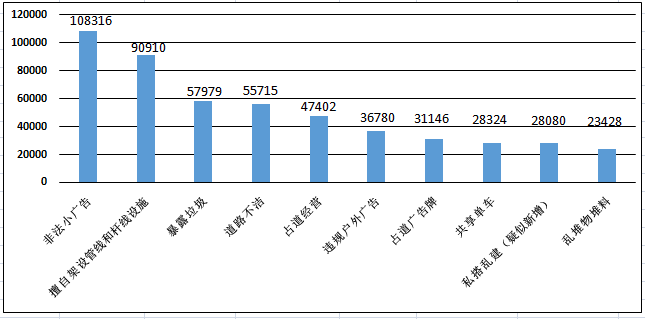 120000
100000
80000
60000
40000
20000
0
108316
90910
57979
55715
47402
36780
31146
28324
28080
23428
非法小广告
擅自架设管线和杆线设施
暴露垃圾
道路不洁
占道经营
违规户外广告
占道广告牌
共享单车
私搭乱建（疑似新增）
乱堆物堆料